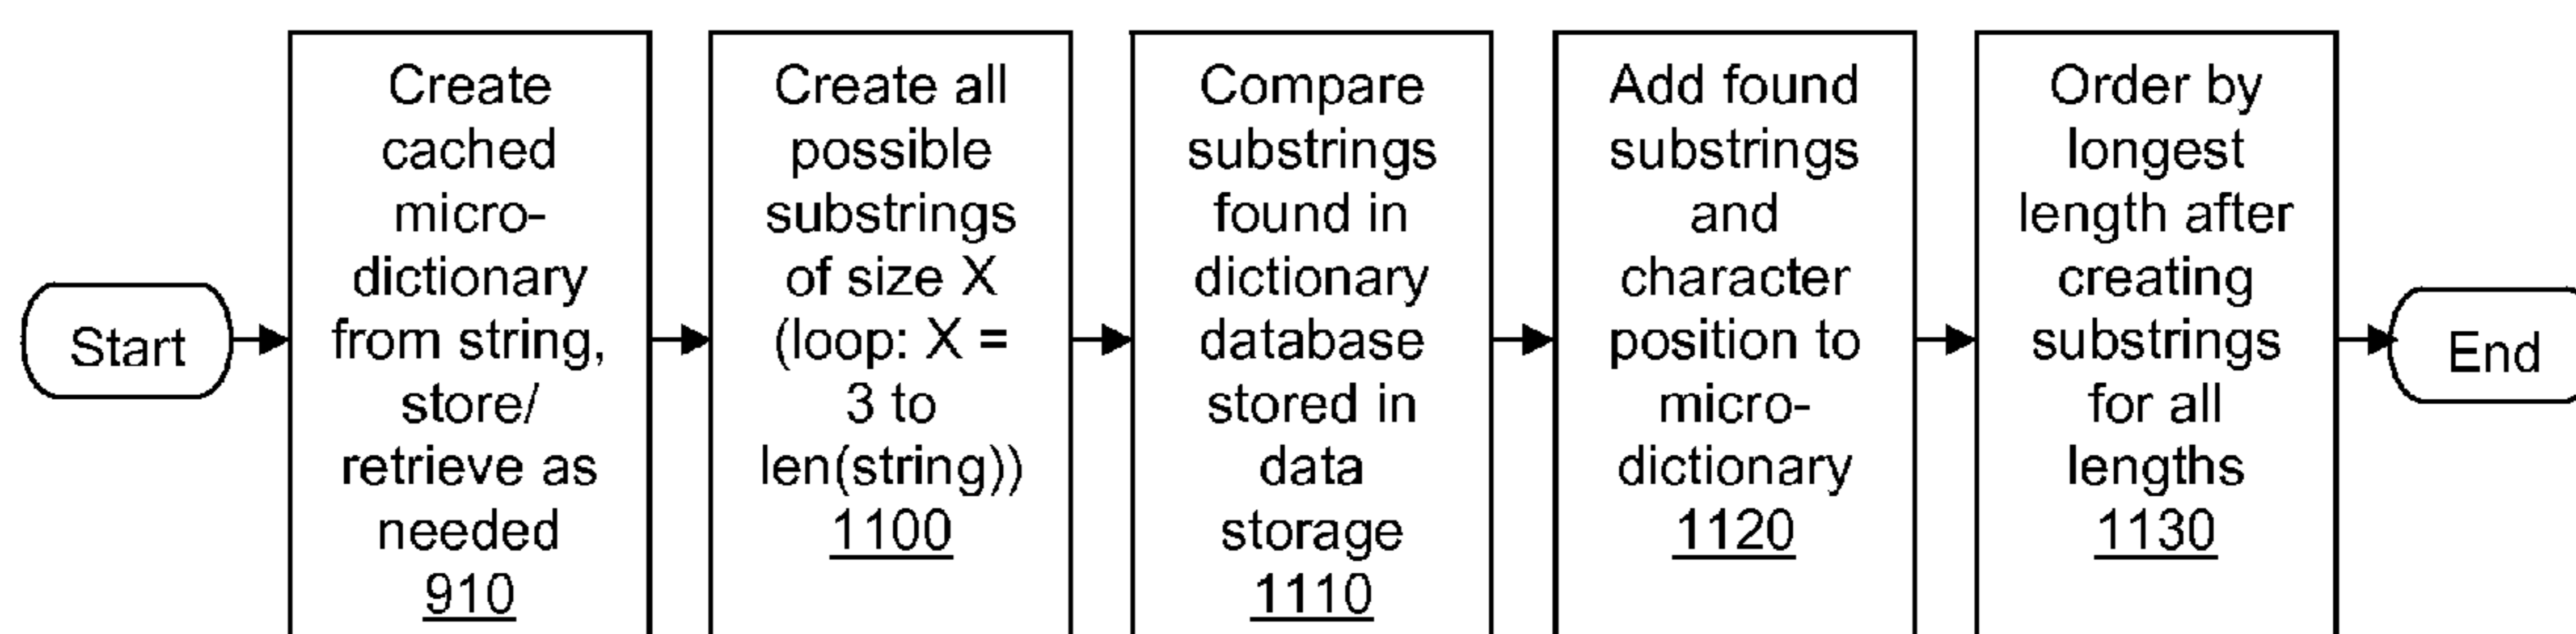 Start
Create
cached
micro-
dictionary
from string,
store/
retrieve as
needed
910
Create all
possible
substrings
of size X
(loop: X =
3 to
len(string))
1100
Compare
substrings
found in
dictionary
database
stored in
data
storage
1110
Add found
substrings
and
character
position to
micro-
dictionary
1120
Order by
longest
length after
creating
substrings
for all
lengths
1130
End